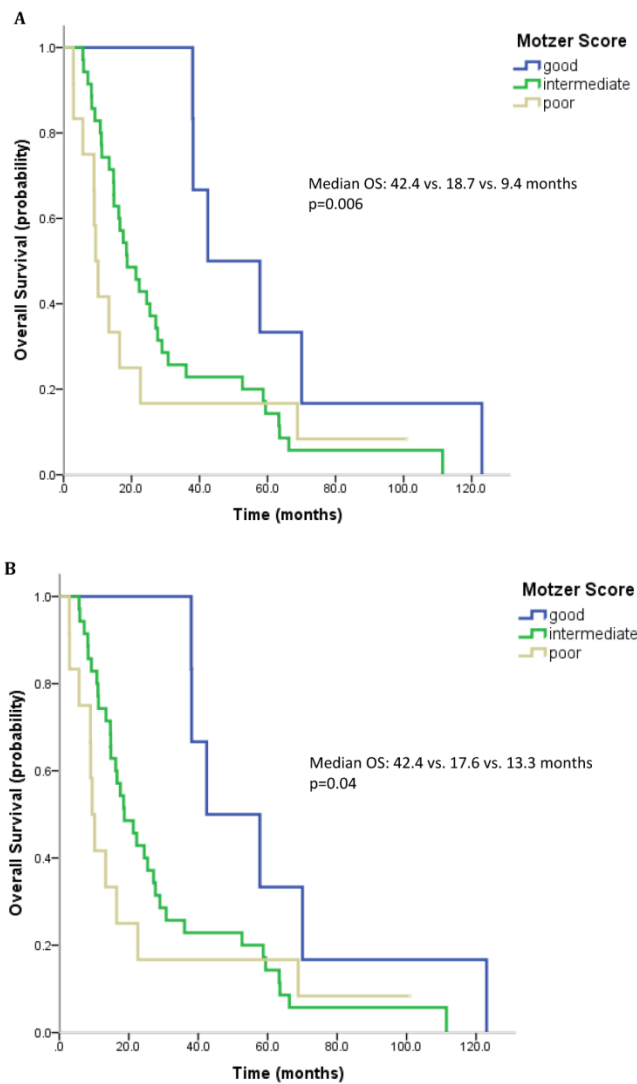 A
Motzer Score
good
intermediate
poor
Median OS: 42.4 vs. 18.7 vs. 9.4 months
p=0.006
Overall Survival (probability)
1.0
0.8
0.6
0.4
0.2
0.0
.0 20.0 40.0 60.0 80.0 100.0 120.0
Time (months)
B
Motzer Score
good
intermediate
poor
Median OS: 42.4 vs. 17.6 vs. 13.3 months
p=0.04
Overall Survival (probability)
1.0
0.8
0.6
0.4
0.2
0.0
.0 20.0 40.0 60.0 80.0 100.0 120.0
Time (months)